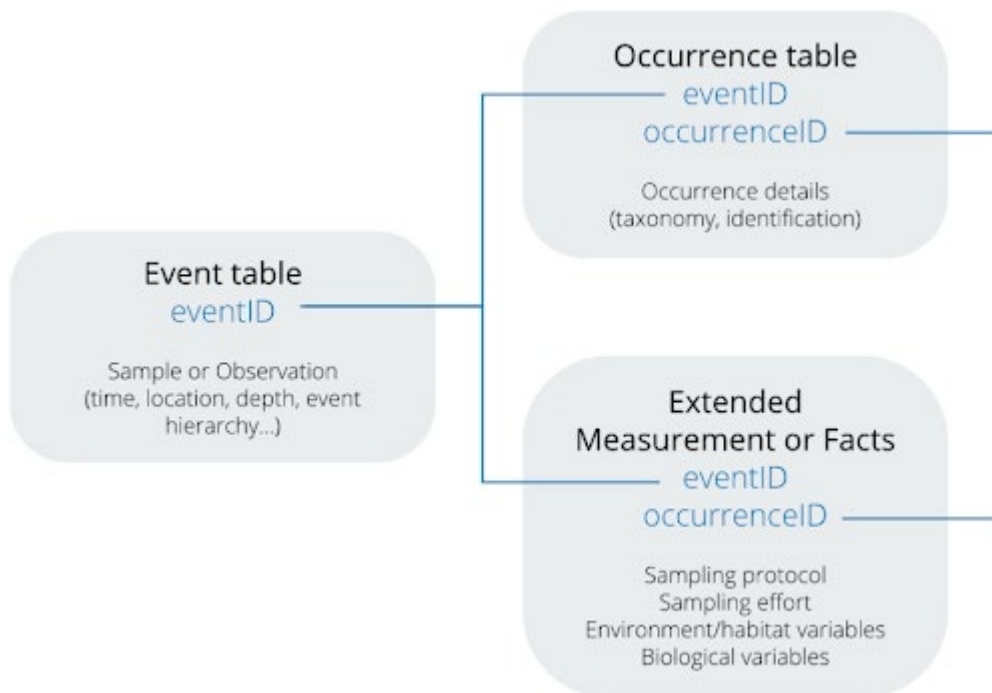 Occurrence table
eventID
occurrenceID
Occurrence details
(taxonomy, identification)
Event table
eventID
Sample or Observation
(time, location, depth, event
hierarchy...)
Extended
Measurement or Facts
eventID
occurrenceID
Sampling protocol
Sampling effort
Environment/habitat variables
Biological variables